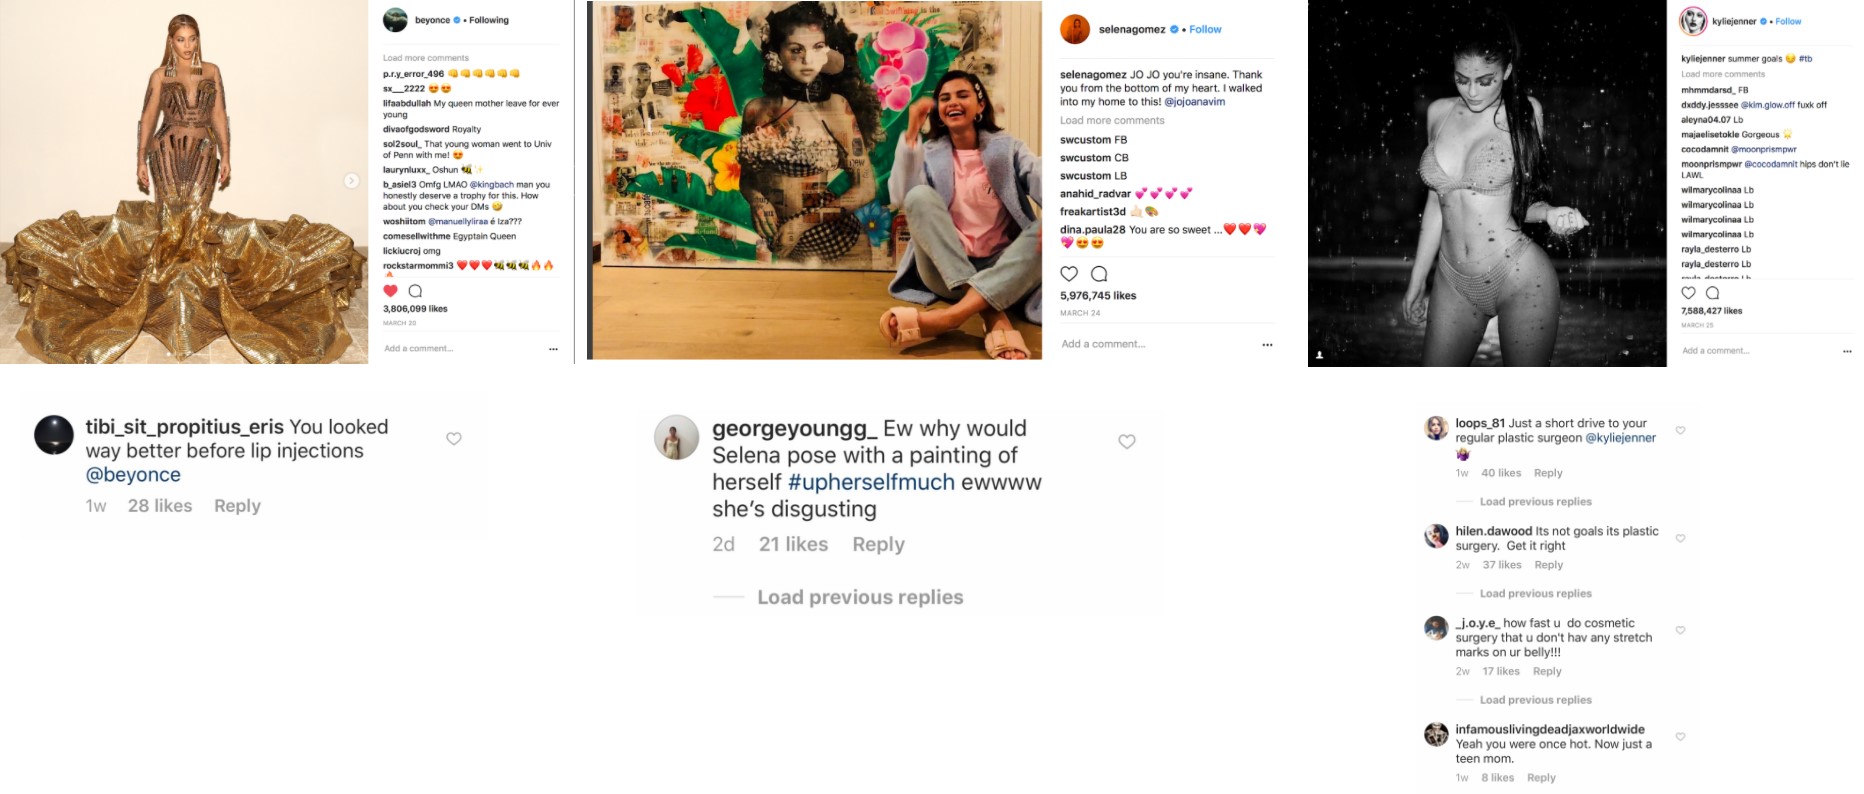 beyonce • Following
Load more comments
p.r.y_error_496 👊👊👊👊👊👊
sx___2222 😍😍
lifaabdullah My queen mother leave for ever
young
divaofgodsword Royalty
sol2soul_ That young woman went to Univ
of Penn with me! 😍
laurynluxx_ Oshun 🐝✨
b_asiel3 Omfg LMAO @kingbach man you
honestly deserve a trophy for this. How
about you check your DMs 🤣
woshiitom @manuellyliraa é Iza???
comesellwithme Egyptain Queen
lickiucroj omg
rockstarmommi3 ❤️❤️❤️🐝🐝🐝🔥🔥
🔥
3,806,099 likes
MARCH 20
Add a comment...
selenagomez • Follow
selenagomez JO JO you're insane. Thank
you from the bottom of my heart. I walked
into my home to this! @jojoanavim
Load more comments
swcustom FB
swcustom CB
swcustom LB
anahid_radvar 💕💕💕💕
freakartist3d 👌🏻🎨
dina.paula28 You are so sweet ...❤️❤️💖
💖😍😍
5,976,745 likes
MARCH 24
Add a comment...
kyliejenner • Follow
kyliejenner summer goals 😏 #tb
Load more comments
mhmmdarsd_ FB
dxddy.jesssee @kim.glow.off fuxk off
aleyna04.07 Lb
majaelisetokle Gorgeous
cocodamnit @moonprismpwr
moonprismpwr @cocodamnit hips don't lie
LAWL
wilmarycolinaa Lb
wilmarycolinaa Lb
wilmarycolinaa Lb
wilmarycolinaa Lb
rayla_desterro Lb
rayla_desterro Lb
rayla_desterro Lb
7,588,427 likes
MARCH 25
Add a comment...
tibi_sit_propitius_eris You looked
way better before lip injections
@beyonce
1w 28 likes Reply
georgeyoungg_ Ew why would
Selena pose with a painting of
herself #upherselfmuch ewwww
she's disgusting
2d 21 likes Reply
Load previous replies
loops_81 Just a short drive to your
regular plastic surgeon @kyliejenner
🤷‍♀️
1w 40 likes Reply
Load previous replies
hilen.dawood Its not goals its plastic
surgery. Get it right
2w 37 likes Reply
Load previous replies
_j.o.y.e_ how fast u do cosmetic
surgery that u don't hav any stretch
marks on ur belly!!!
2w 17 likes Reply
Load previous replies
infamouslivingdeadjaxworldwide
Yeah you were once hot. Now just a
teen mom.
1w 8 likes Reply